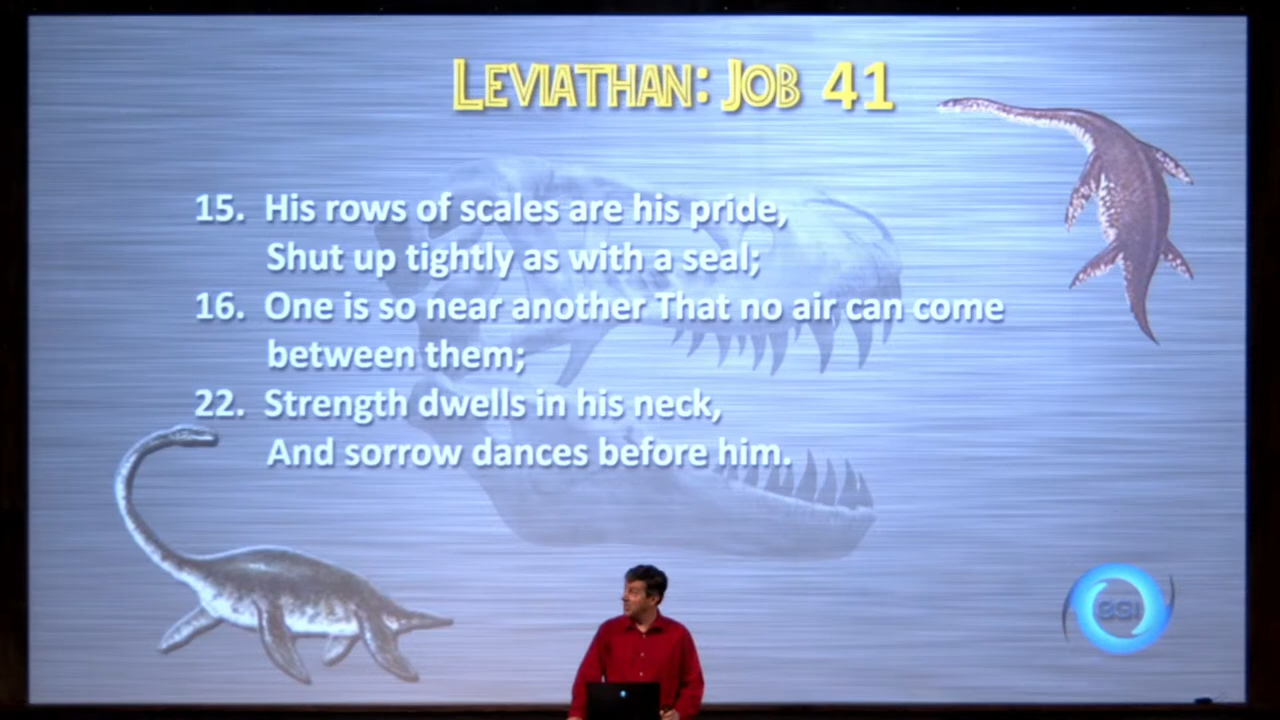 LEVIATHAN: JOB 41
15. His rows of scales are his pride,
Shut up tightly as with a seal;
16. One is so near another That no air can come
between them;
22. Strength dwells in his neck,
And sorrow dances before him.
esi